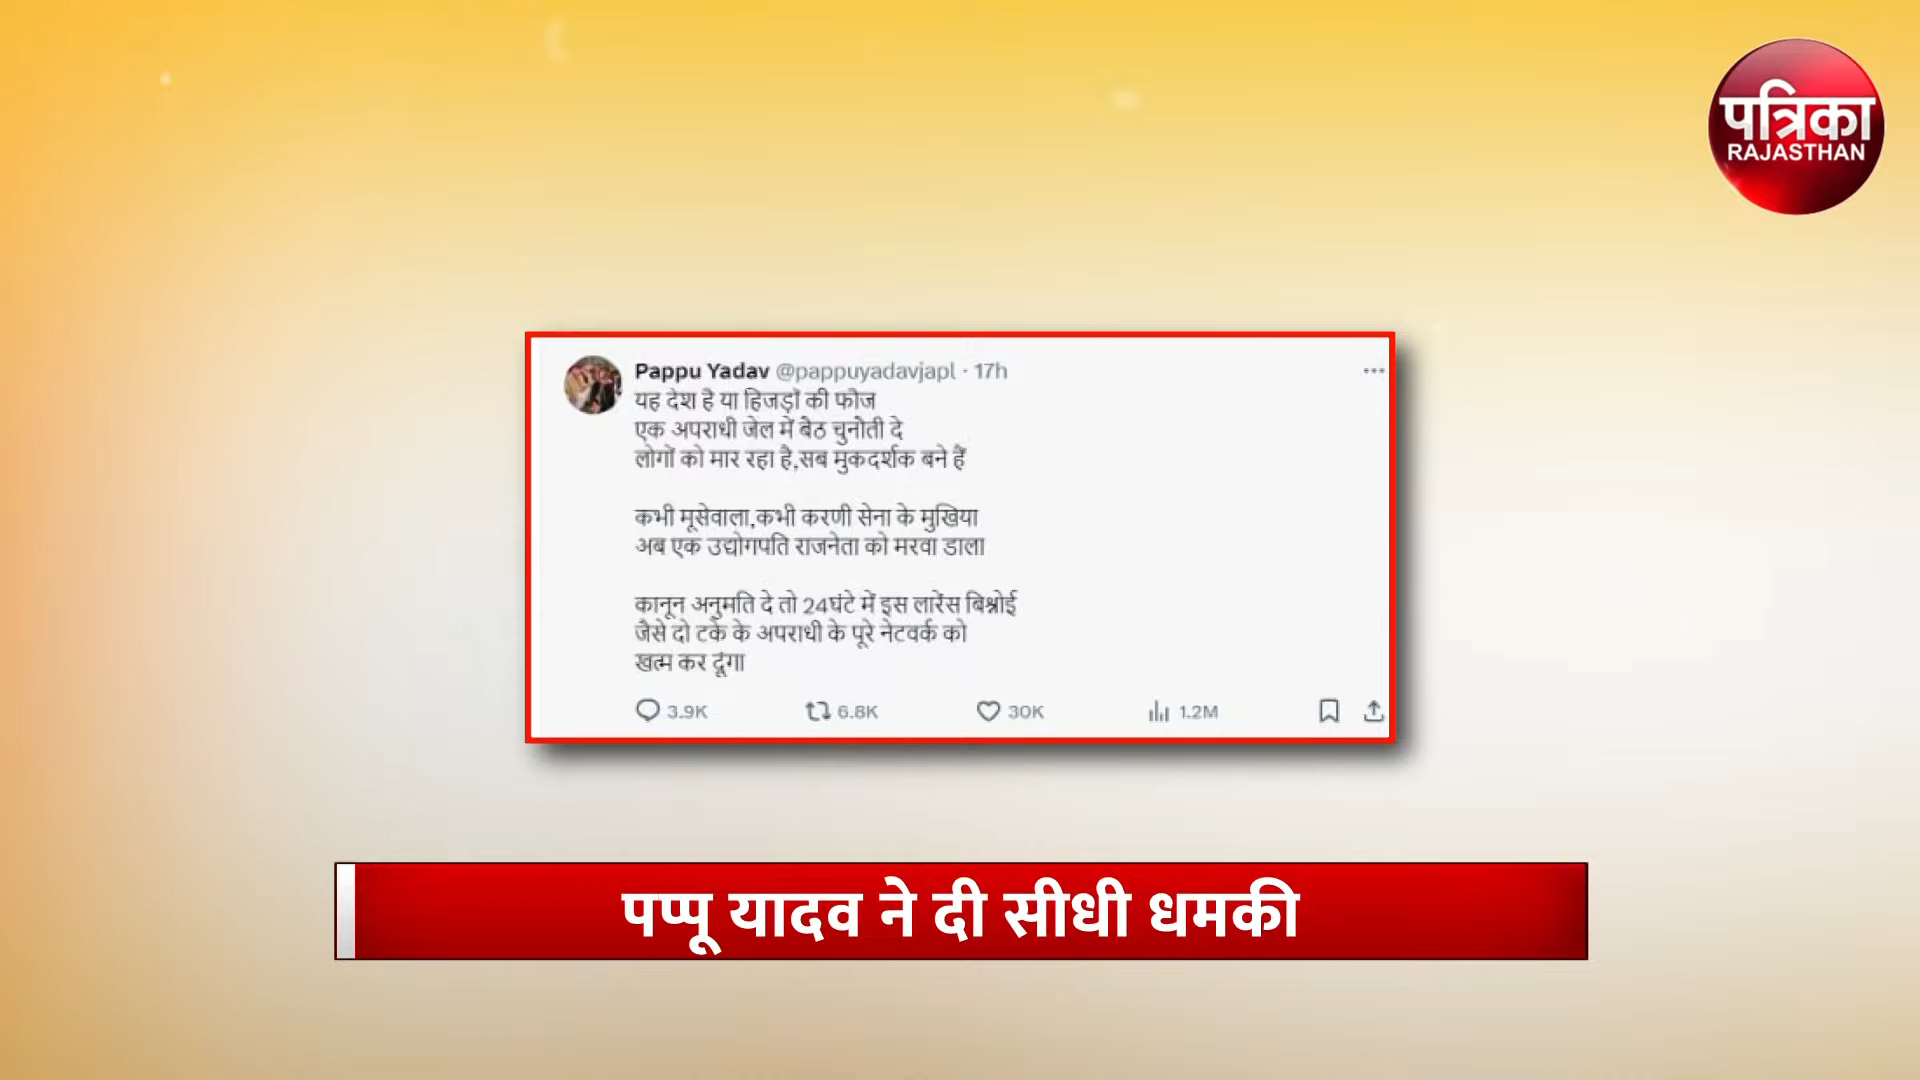 पत्रिका
RAJASTHAN
Pappu Yadav @pappuyadavjapl · 17h
यह देश है या हिजड़ों की फौज
एक अपराधी जेल में बैठ चुनौती दे
लोगों को मार रहा है,सब मुकदर्शक बने हैं
कभी मूसेवाला,कभी करणी सेना के मुखिया
अब एक उद्योगपति राजनेता को मरवा डाला
कानून अनुमति दे तो 24घंटे में इस लारेंस बिश्नोई
जैसे दो टके के अपराधी के पूरे नेटवर्क को
खत्म कर दूंगा
3.9K 6.8K 30K 1.2M
पप्पू यादव ने दी सीधी धमकी